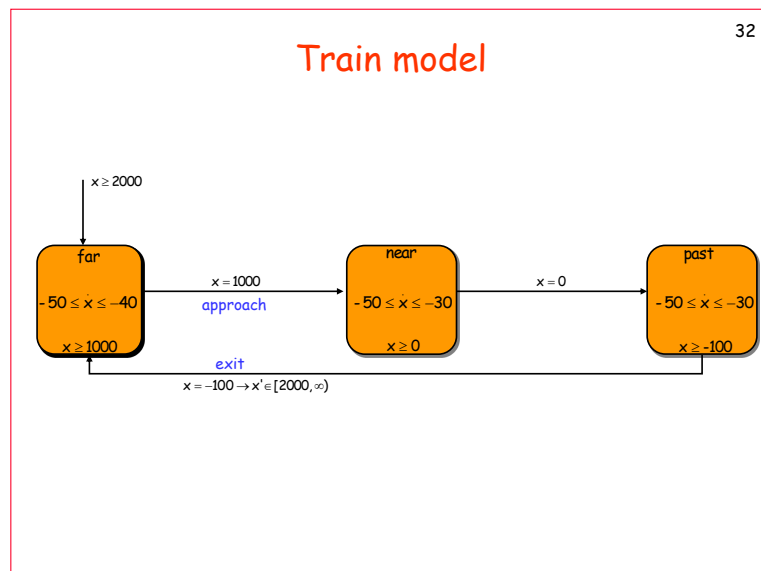 32
Train model
x ≥ 2000
far
- 50 ≤ ẋ ≤ −40
x ≥ 1000
x = 1000
approach
near
- 50 ≤ ẋ ≤ −30
x ≥ 0
x = 0
past
- 50 ≤ ẋ ≤ −30
x ≥ -100
exit
x = −100 → x' ∈ [2000, ∞)